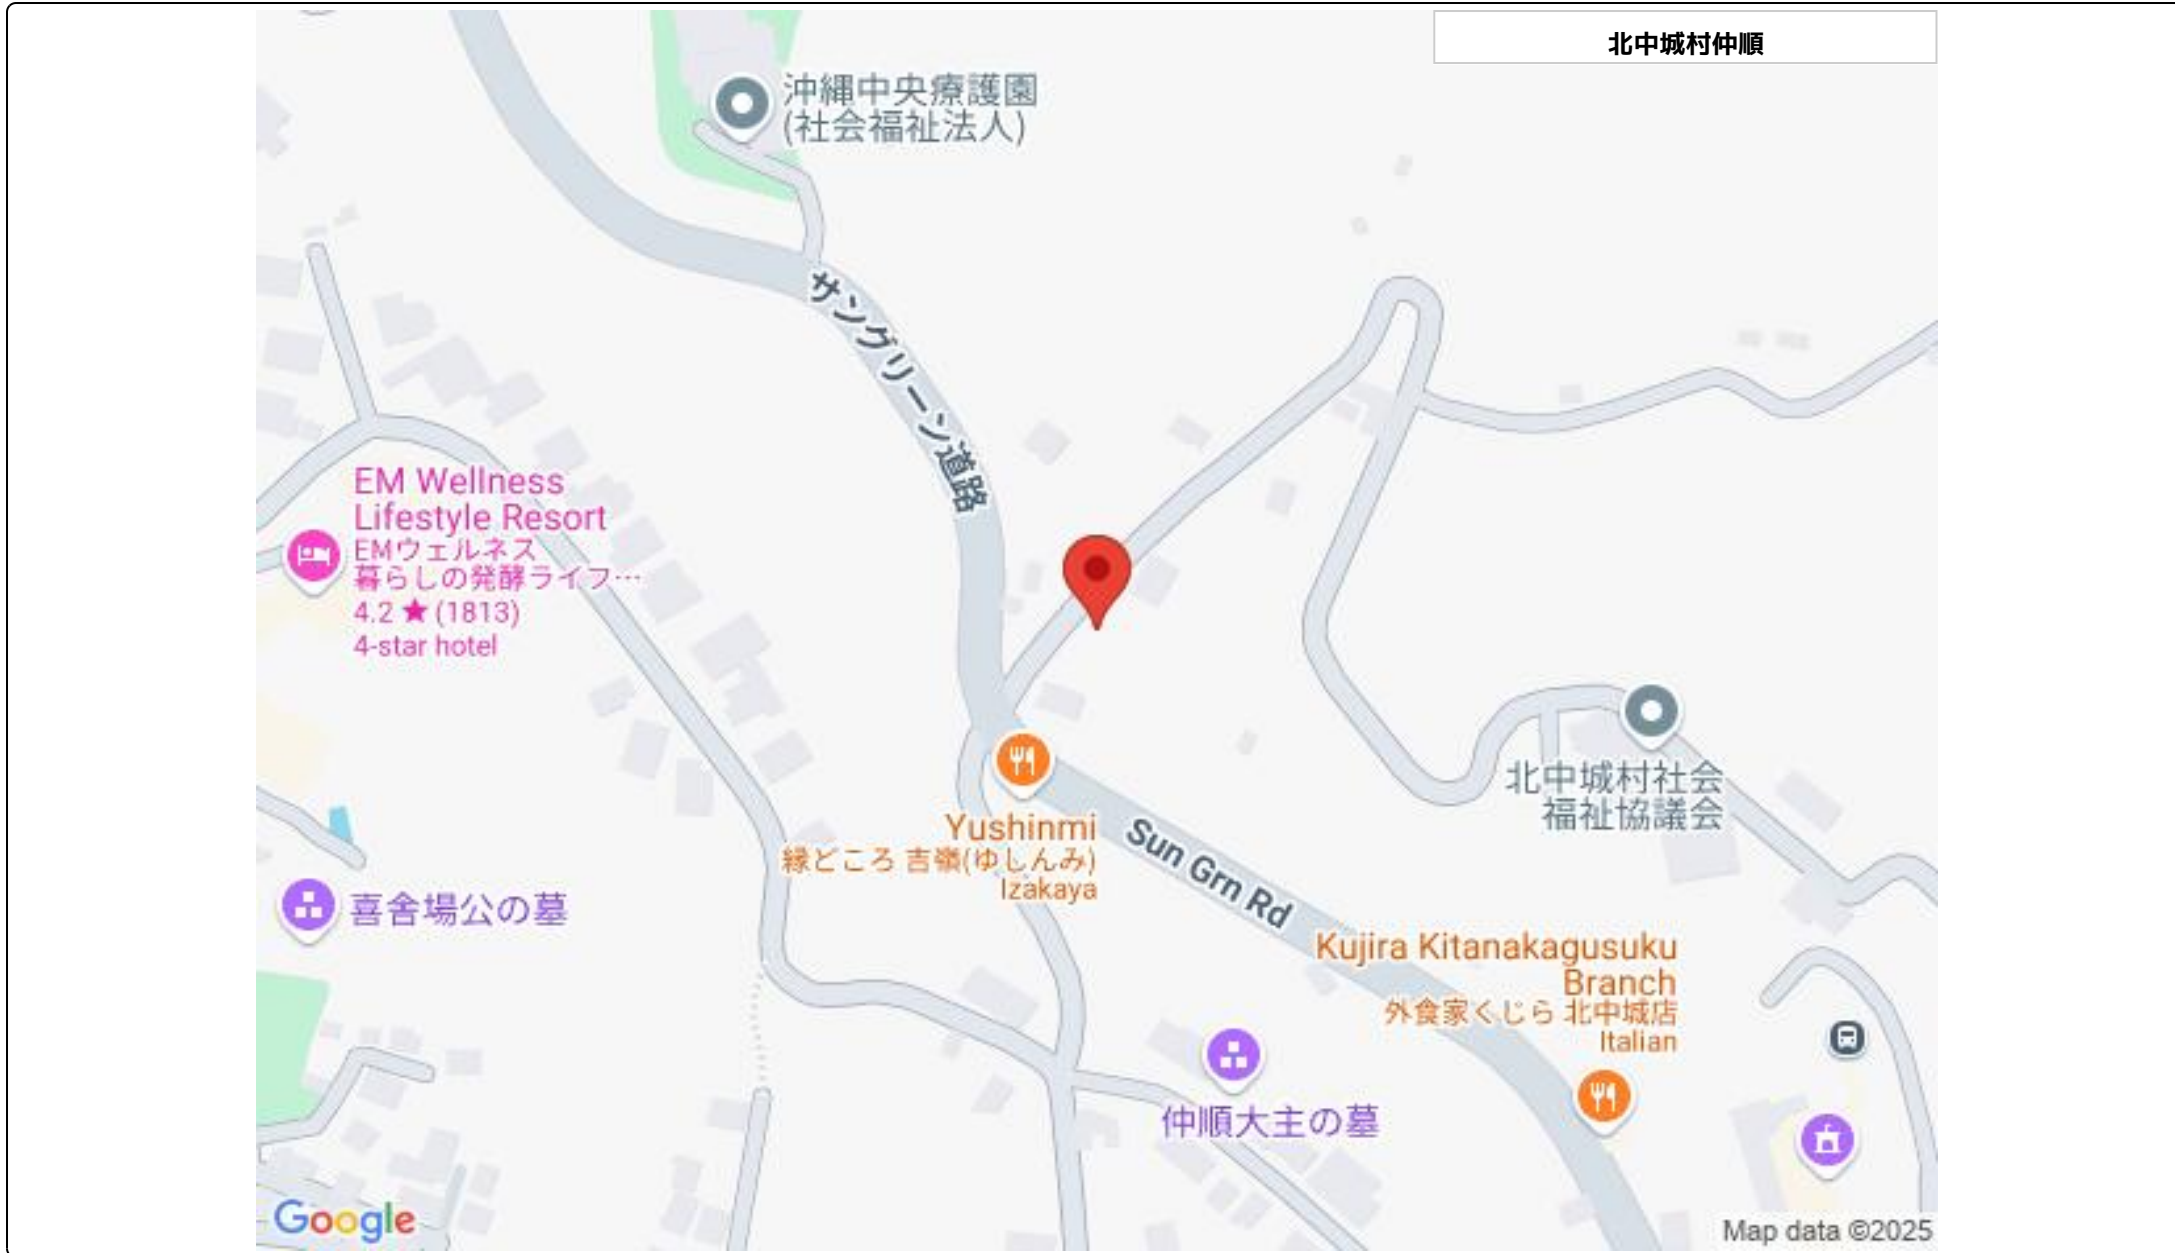 北中城村仲順
沖縄中央療護園
(社会福祉法人)
サングリーン道路
EM Wellness
Lifestyle Resort
EMウェルネス
暮らしの発酵ライフ…
4.2 ★ (1813)
4-star hotel
北中城村社会
福祉協議会
Yushinmi
縁どころ 吉嶺(ゆしんみ)
Izakaya
Sun Grn Rd
喜舎場公の墓
Kujira Kitanakagusuku
Branch
外食家くじら 北中城店
Italian
仲順大主の墓
Google
Map data ©2025